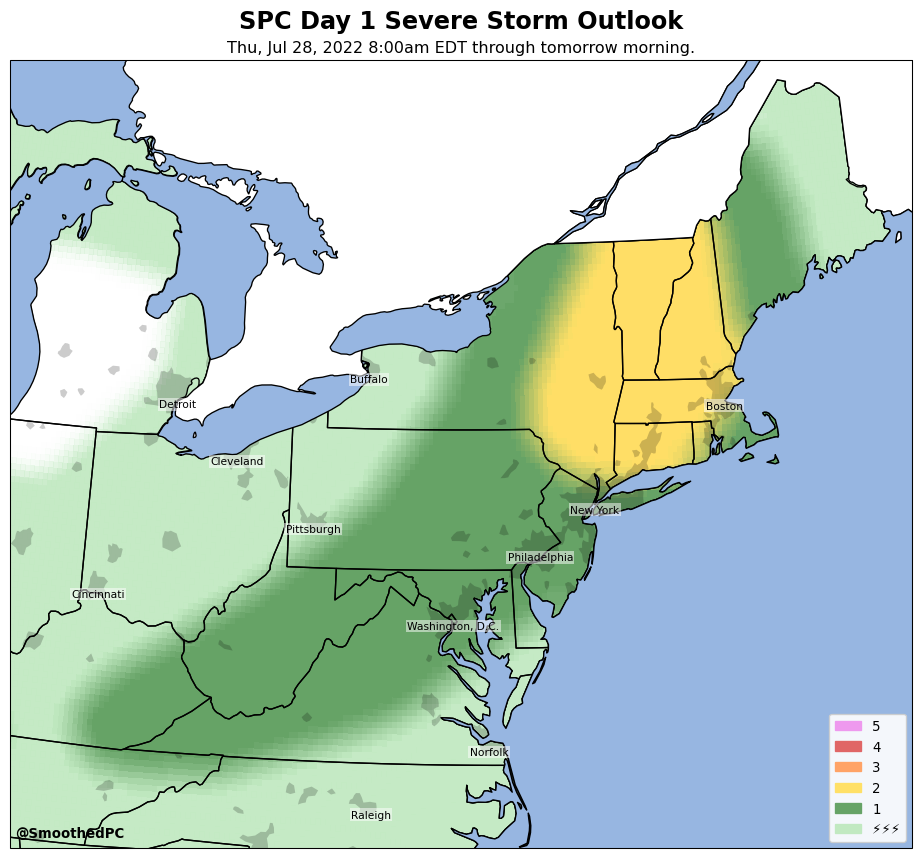 SPC Day 1 Severe Storm Outlook
Thu, Jul 28, 2022 8:00am EDT through tomorrow morning.
Buffalo
Detroit
Boston
Cleveland
New York
Pittsburgh
Philadelphia
Cincinnati
Washington, D.C.
Norfolk
Raleigh
5
4
3
2
1
⚡⚡⚡
@SmoothedPC